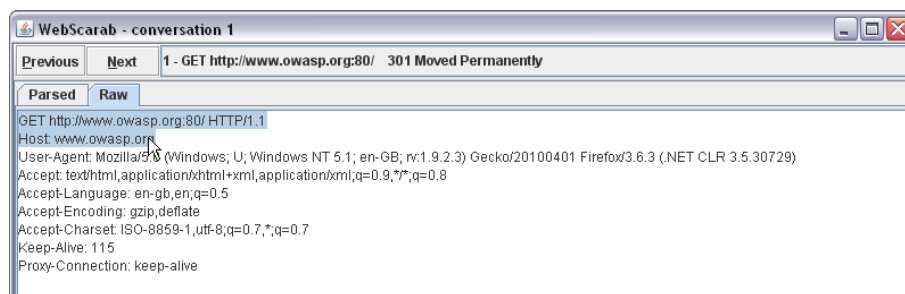 WebScarab - conversation 1
Previous Next 1 - GET http://www.owasp.org:80/ 301 Moved Permanently
Parsed Raw
GET http://www.owasp.org:80/ HTTP/1.1
Host: www.owasp.org
User-Agent: Mozilla/5.0 (Windows; U; Windows NT 5.1; en-GB; rv:1.9.2.3) Gecko/20100401 Firefox/3.6.3 (.NET CLR 3.5.30729)
Accept: text/html,application/xhtml+xml,application/xml;q=0.9,*/*;q=0.8
Accept-Language: en-gb,en;q=0.5
Accept-Encoding: gzip,deflate
Accept-Charset: ISO-8859-1,utf-8;q=0.7,*;q=0.7
Keep-Alive: 115
Proxy-Connection: keep-alive